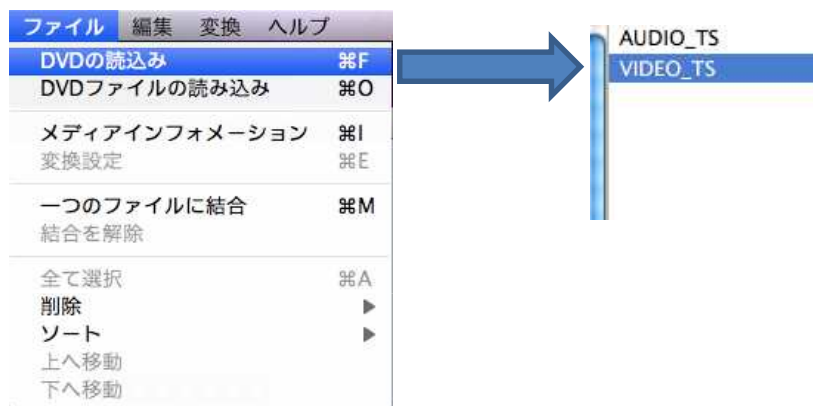 ファイル 編集 変換 ヘルプ
DVDの読込み ⌘F
DVDファイルの読み込み ⌘O
メディアインフォメーション ⌘I
変換設定 ⌘E
一つのファイルに結合 ⌘M
結合を解除
全て選択 ⌘A
削除 ▶
ソート ▶
上へ移動
下へ移動
AUDIO_TS
VIDEO_TS